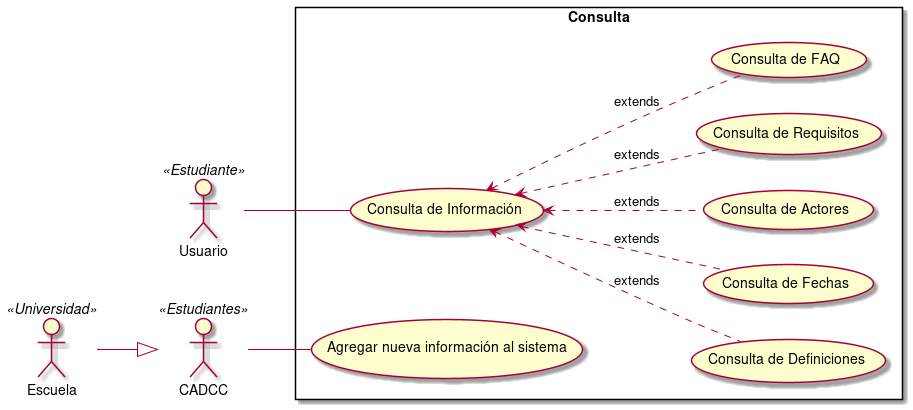 Consulta
Consulta de FAQ
extends
Consulta de Requisitos
extends
«Estudiante»
Usuario
Consulta de Información
extends
Consulta de Actores
extends
Consulta de Fechas
extends
Consulta de Definiciones
«Universidad»
Escuela
«Estudiantes»
CADCC
Agregar nueva información al sistema